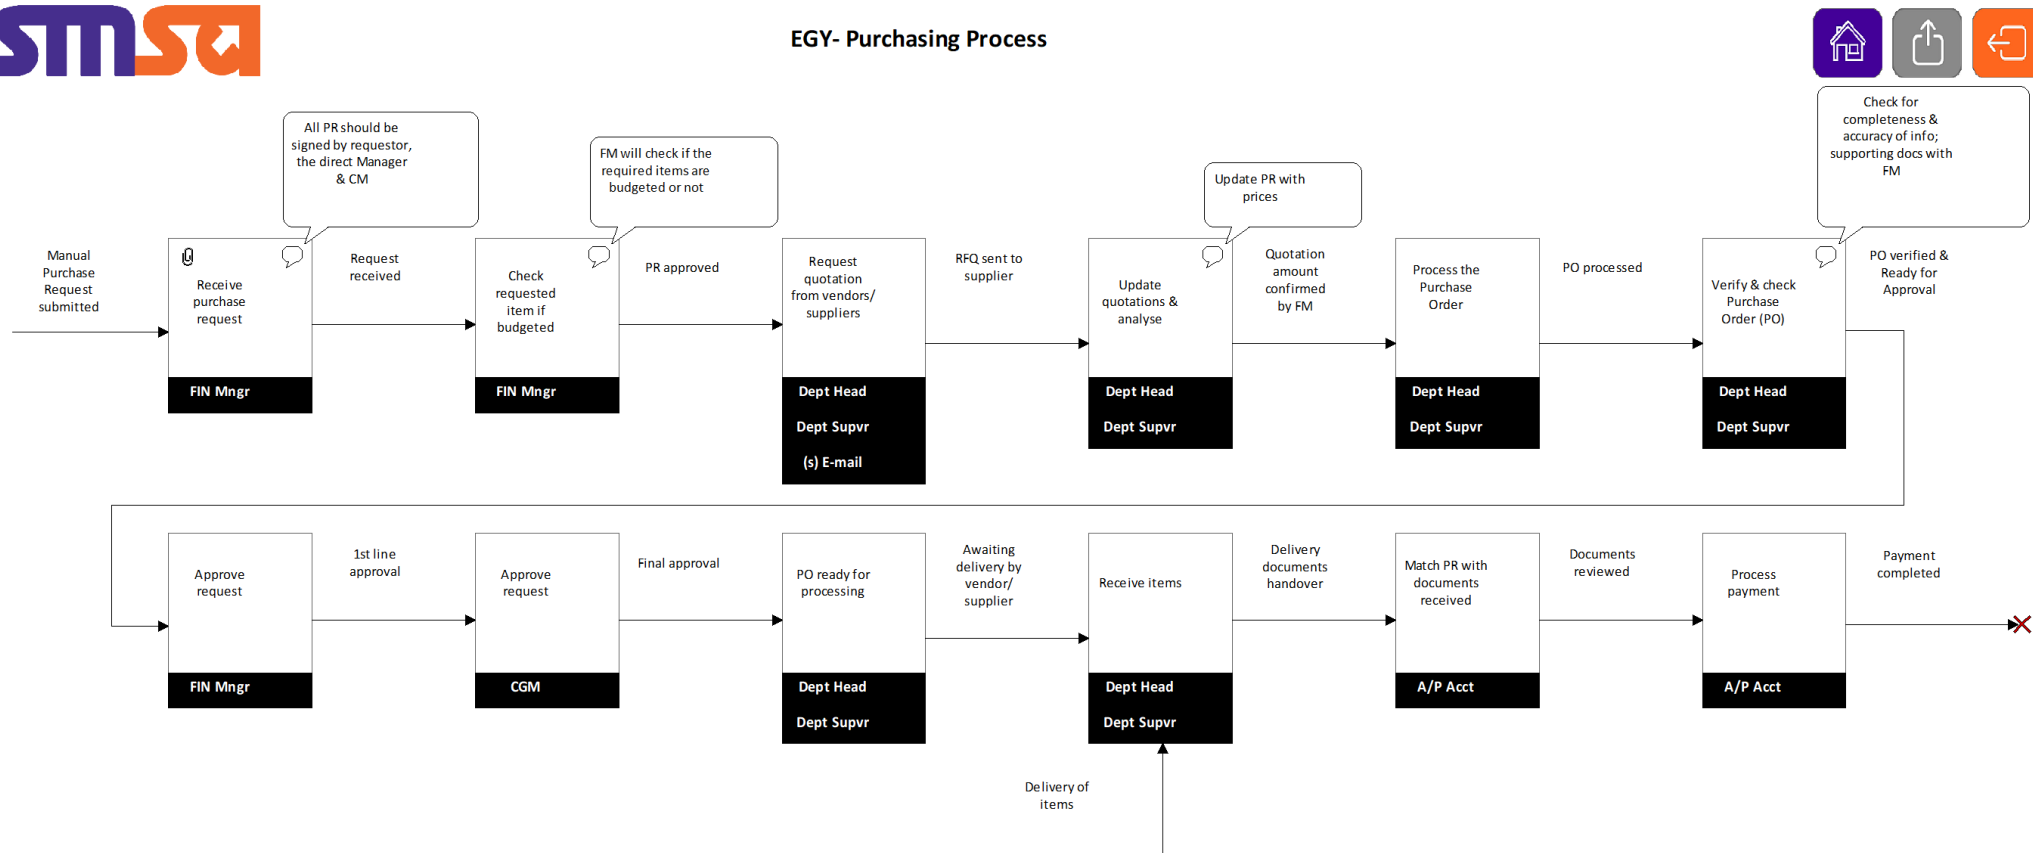 smsa
EGY- Purchasing Process
All PR should be
signed by requestor,
the direct Manager
& CM
FM will check if the
required items are
budgeted or not
Update PR with
prices
Check for
completeness &
accuracy of info;
supporting docs with
FM
Manual
Purchase
Request
submitted
Receive
purchase
request
FIN Mngr
Request
received
Check
requested
item if
budgeted
FIN Mngr
PR approved
Request
quotation
from vendors/
suppliers
Dept Head
Dept Supvr
(s) E-mail
RFQ sent to
supplier
Update
quotations &
analyse
Dept Head
Dept Supvr
Quotation
amount
confirmed
by FM
Process the
Purchase
Order
Dept Head
Dept Supvr
PO processed
Verify & check
Purchase
Order (PO)
Dept Head
Dept Supvr
PO verified &
Ready for
Approval
Approve
request
FIN Mngr
1st line
approval
Approve
request
CGM
Final approval
PO ready for
processing
Dept Head
Dept Supvr
Awaiting
delivery by
vendor/
supplier
Receive items
Dept Head
Dept Supvr
Delivery of
items
Delivery
documents
handover
Match PR with
documents
received
A/P Acct
Documents
reviewed
Process
payment
A/P Acct
Payment
completed